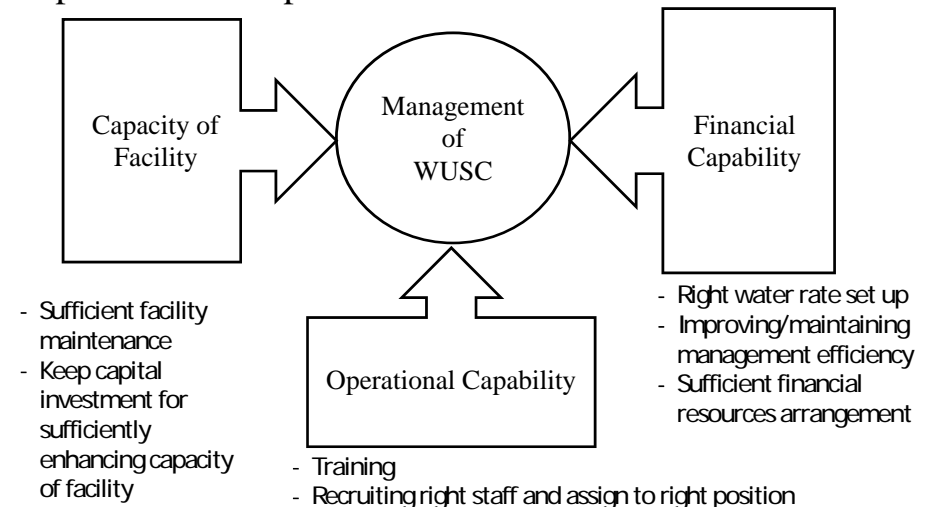 Capacity of
Facility
Management
of
WUSC
Financial
Capability
- Sufficient facility
maintenance
- Keep capital
investment for
sufficiently
enhancing capacity
of facility
Operational Capability
- Training
- Recruiting right staff and assign to right position
- Right water rate set up
- Improving/maintaining
management efficiency
- Sufficient financial
resources arrangement